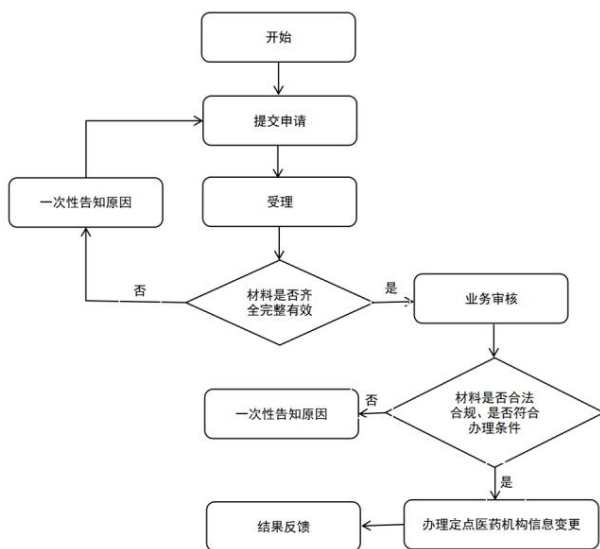 开始
提交申请
一次性告知原因
受理
否
材料是否齐
全完整有效
是
业务审核
一次性告知原因
否
材料是否合法
合规、是否符合
办理条件
是
结果反馈
办理定点医药机构信息变更